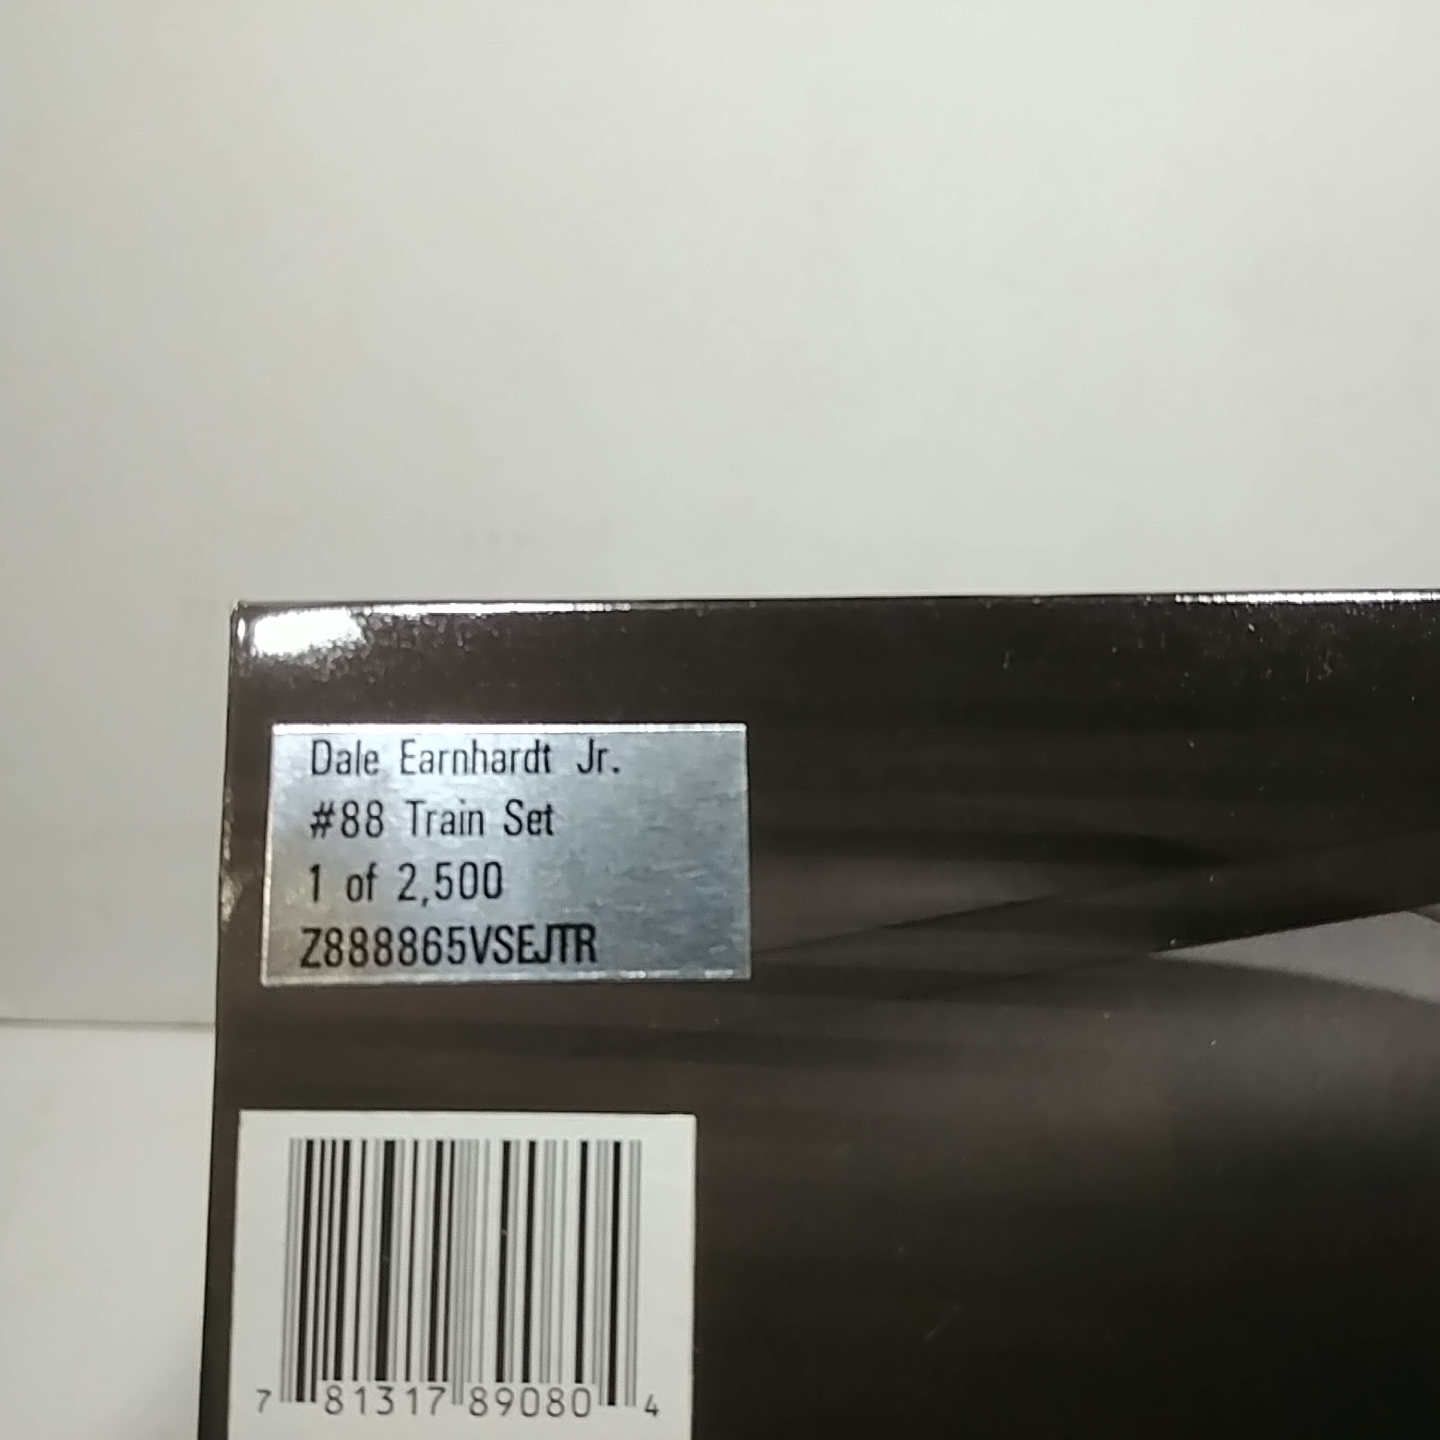 Dale Earnhardt Jr.
#88 Train Set
1 of 2,500
Z888865VSEJTR
7 81317 89080 4